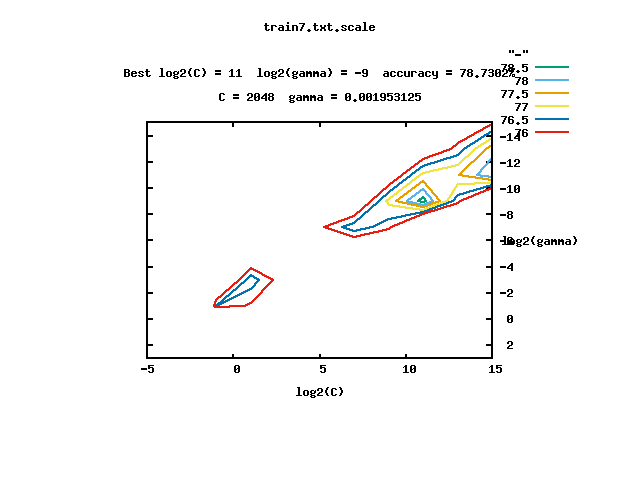 train7.txt.scale
"-"
Best log2(C) = 11  log2(gamma) = -9  accuracy = 78.7302%
78.5
78
77.5
C = 2048  gamma = 0.001953125
77
76.5
76
-14
-12
-10
-8
-6
log2(gamma)
-4
-2
0
2
-5 0 5 10 15
log2(C)